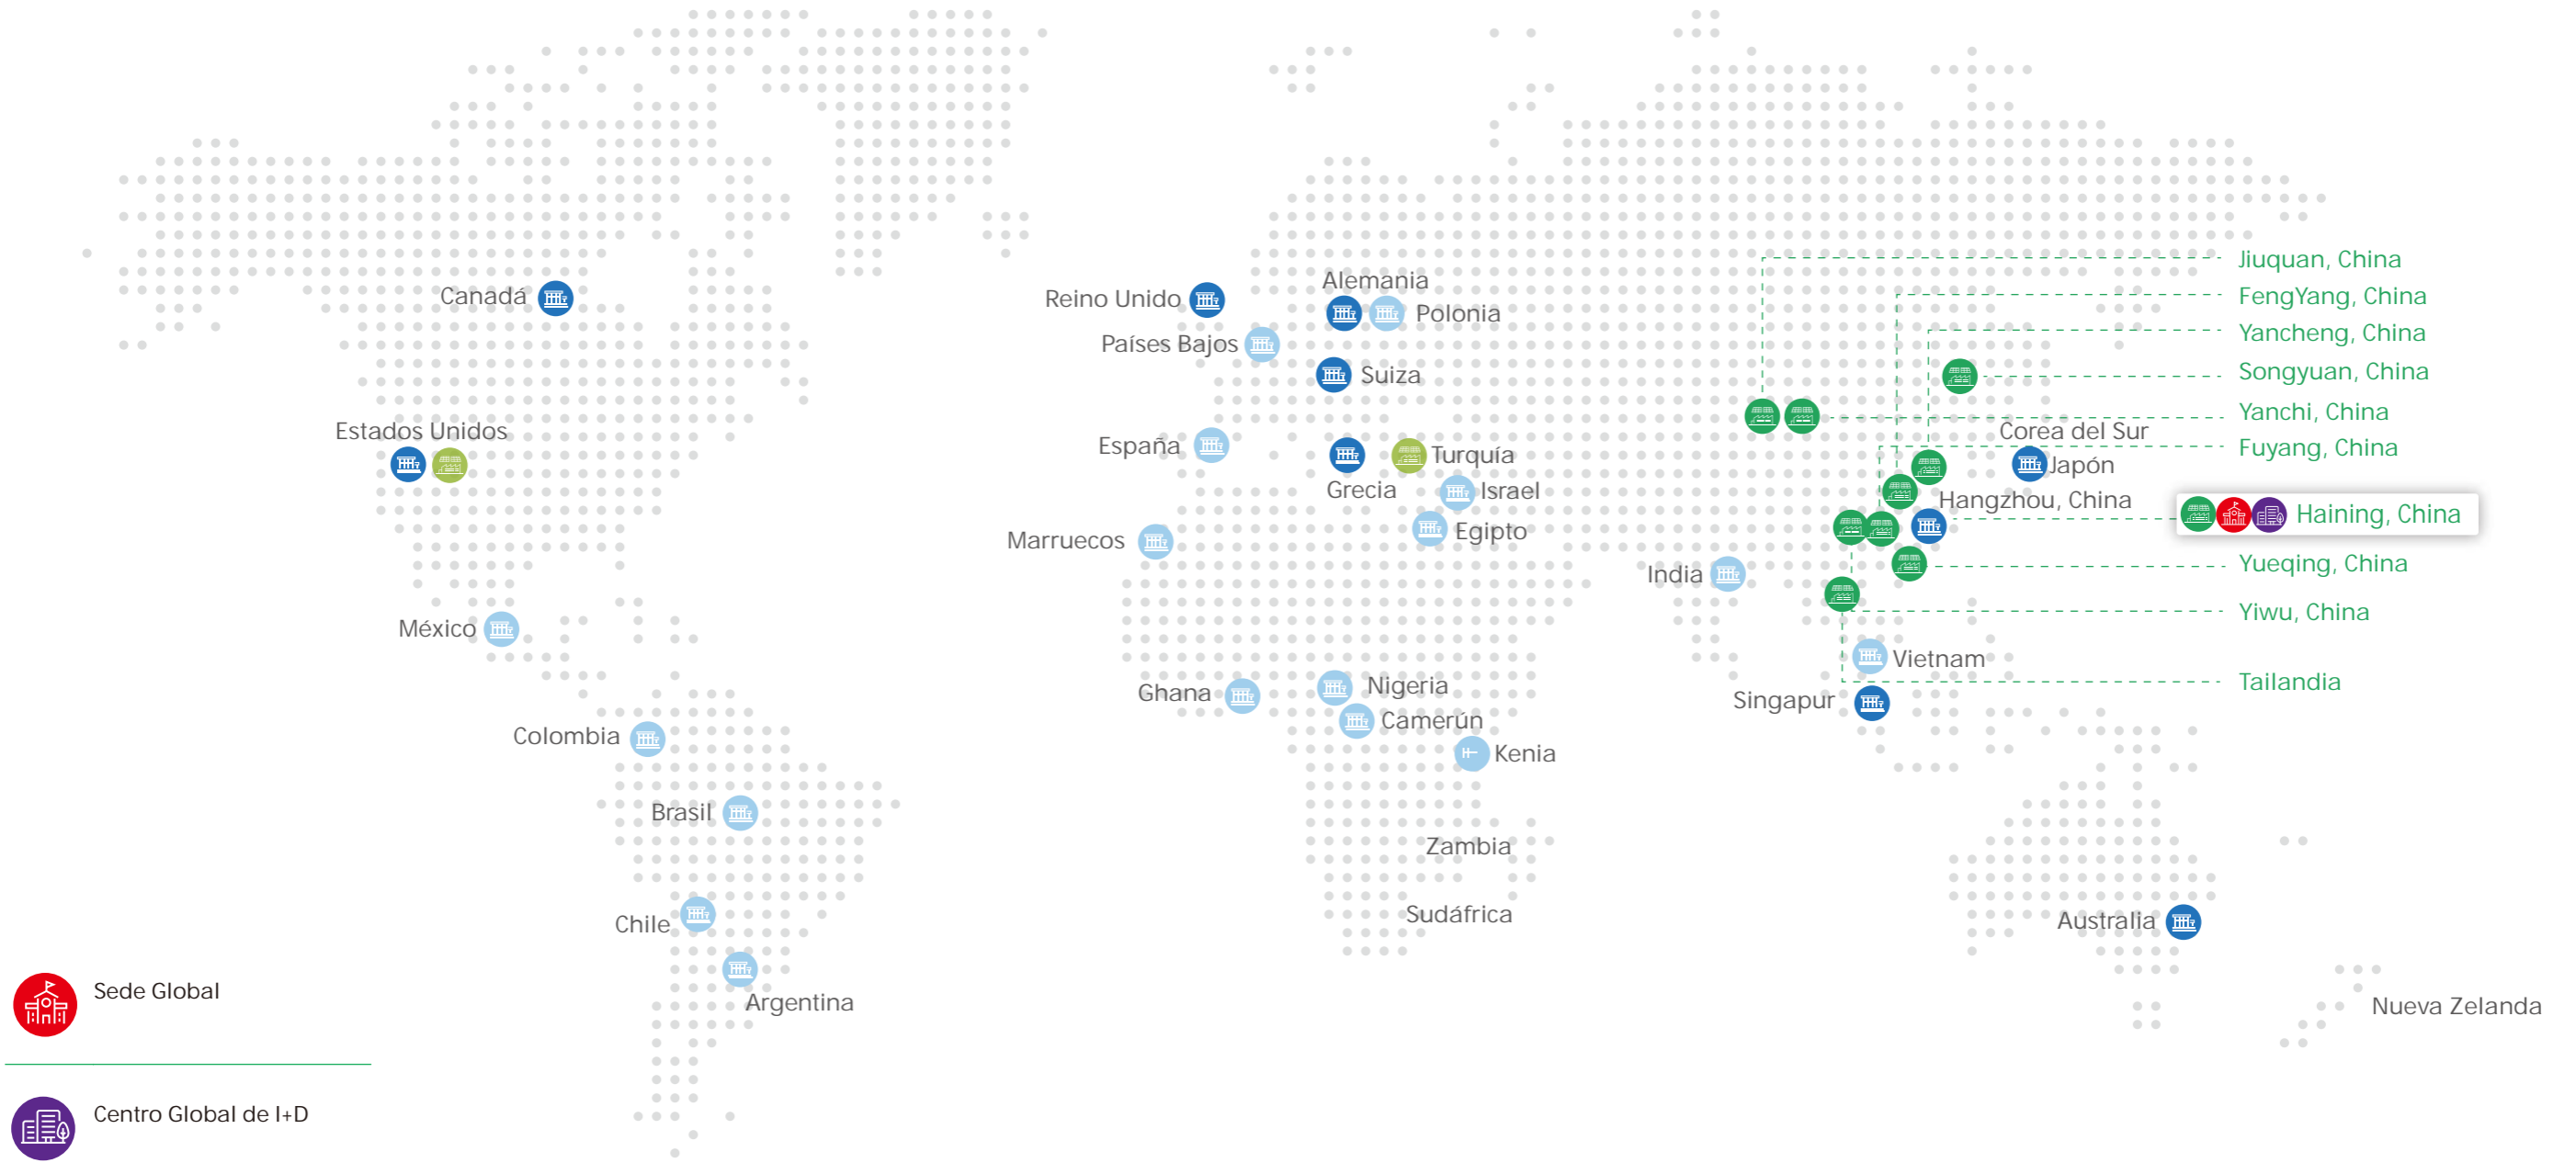 Jiuquan, China
Alemania
Canadá
Reino Unido
FengYang, China
Polonia
Países Bajos
Yancheng, China
Suiza
Songyuan, China
Yanchi, China
Estados Unidos
España
Corea del Sur
Fuyang, China
Turquía
Japón
Grecia
Israel
Hangzhou, China
Haining, China
Egipto
Marruecos
Yueqing, China
India
Yiwu, China
México
Vietnam
Tailandia
Ghana
Nigeria
Singapur
Camerún
Colombia
Kenia
Brasil
Zambia
Sudáfrica
Chile
Australia
Sede Global
Argentina
Nueva Zelanda
Centro Global de I+D